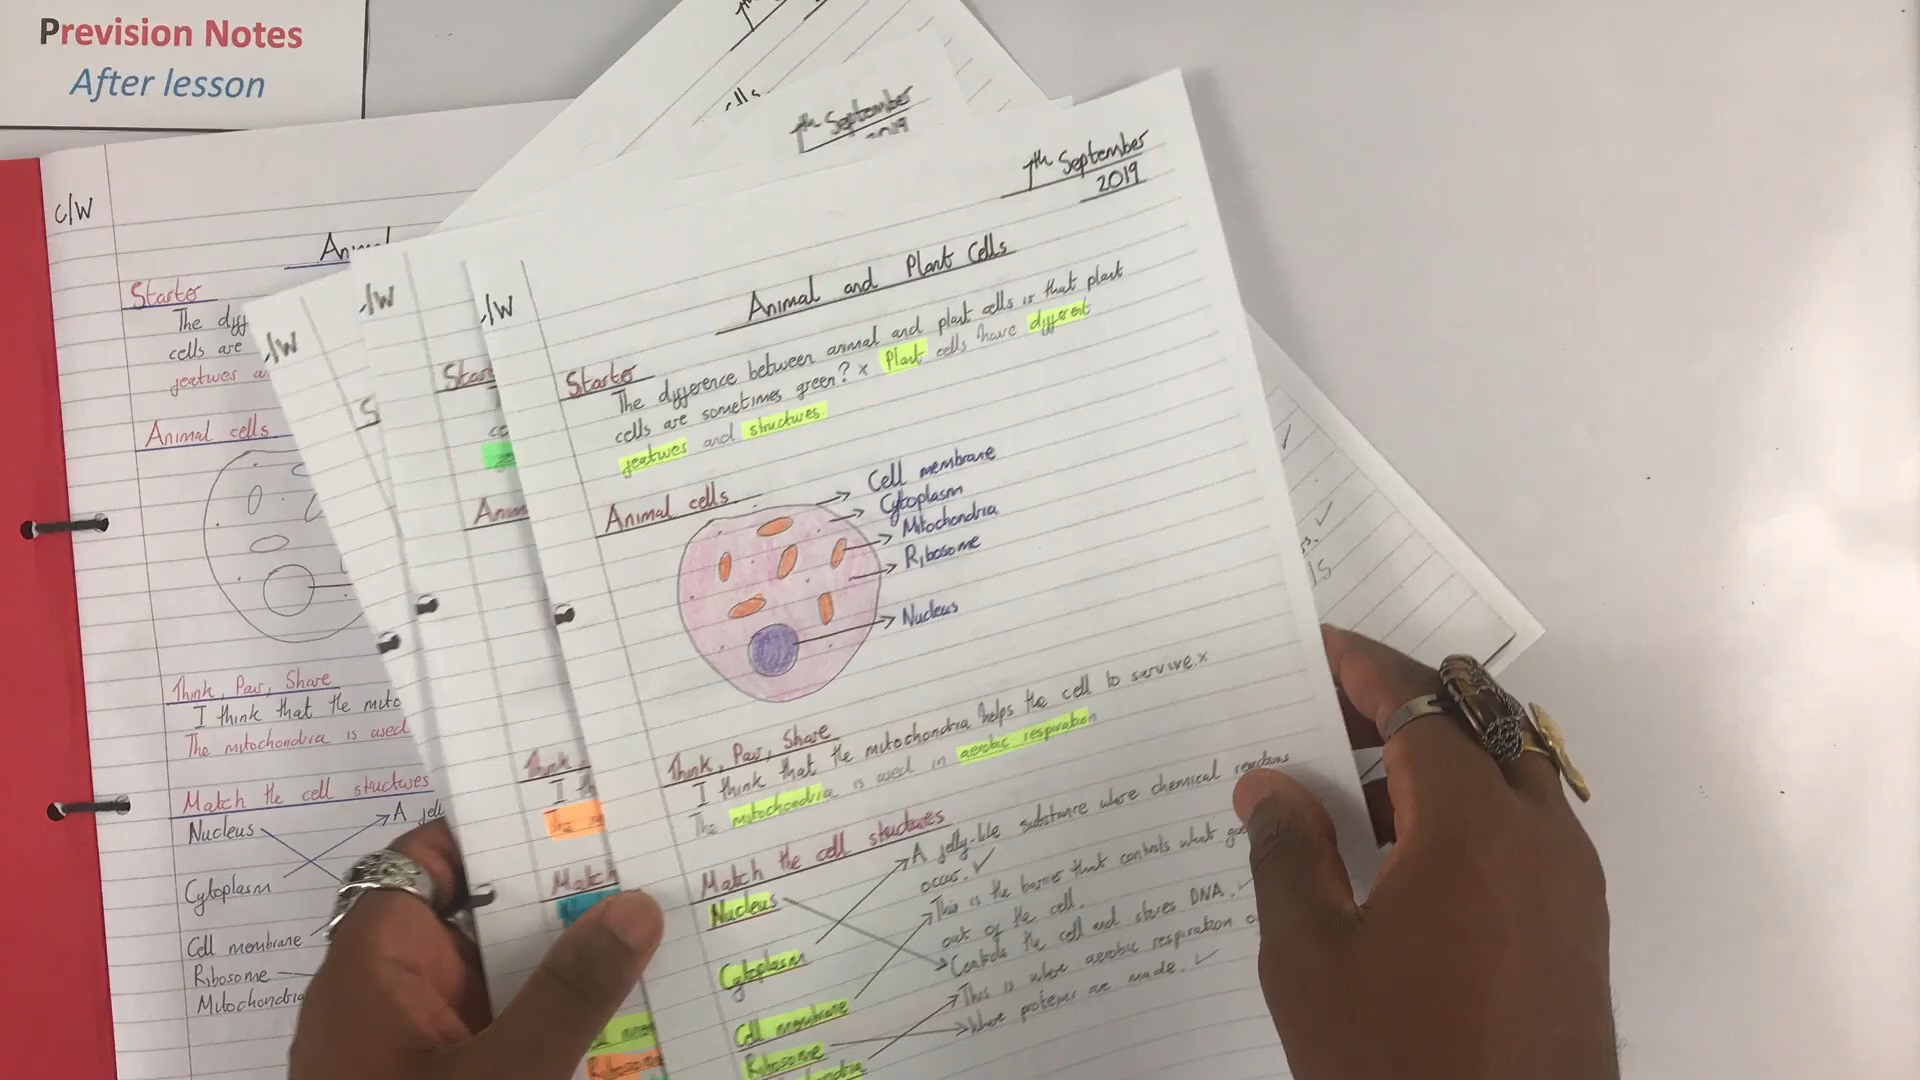 Prevision Notes
After lesson
C/W
Starter
The diff
cells are
features a
Animal cells
Think, Pair, Share
I think that the mito
The mitochondria is used
Match the cell structures
Nucleus
A jell
Cytoplasm
Cell membrane
Ribosome
Mitochondria
7th September
2019
/W
/W
7th September
2019
/W
Animal and Plant Cells
Starter
The difference between animal and plant cells is that plant
cells are sometimes green? x Plant cells have different
features and structures.
Animal cells
Cell membrane
Cytoplasm
Mitochondria
Ribosome
Nucleus
Think, Pair, Share
I think that the mitochondria helps the cell to survive. x
The mitochondria is used in aerobic respiration
Match the cell structures
Nucleus
A jelly-like substance where chemical reactions
occur. ✓
Cytoplasm
This is the barrier that controls what goes
out of the cell.
Controls the cell and stores DNA. ✓
Cell membrane
This is where aerobic respiration o
Ribosome
Where proteins are made. ✓